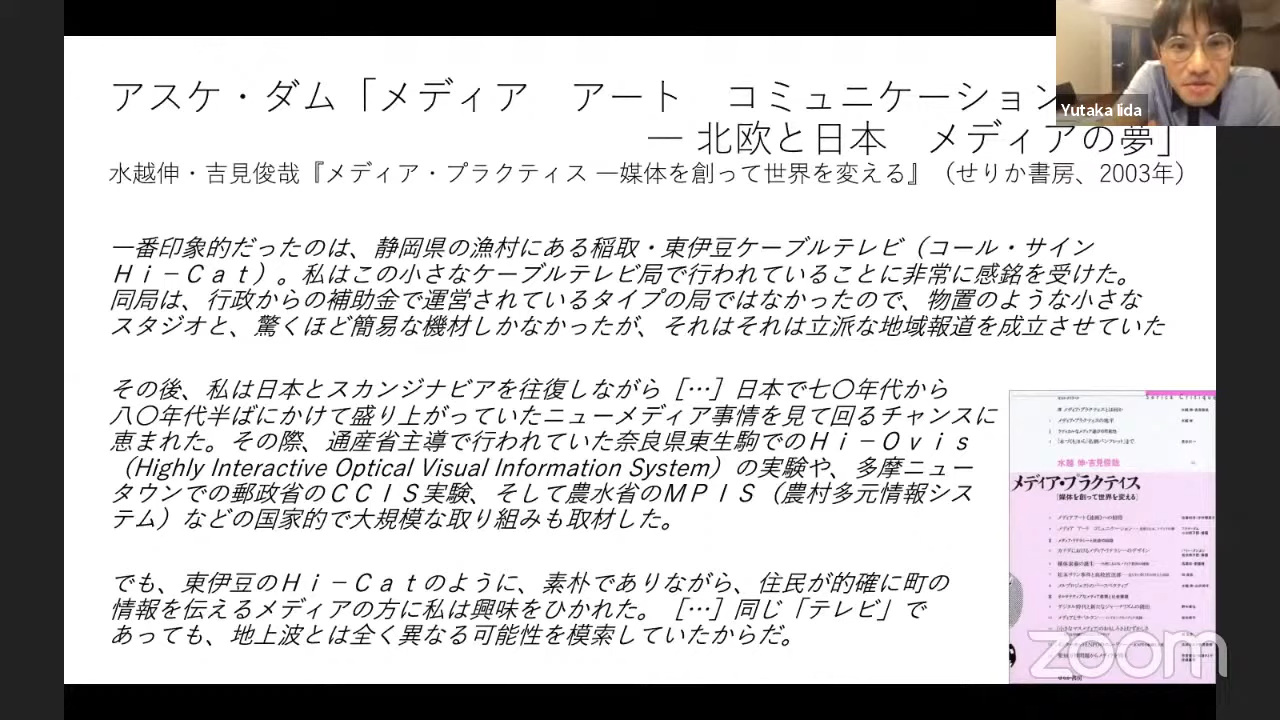 アスケ・ダム「メディア　アート　コミュニケーション
― 北欧と日本　メディアの夢」
水越伸・吉見俊哉『メディア・プラクティス ―媒体を創って世界を変える』（せりか書房、2003年）
Yutaka Iida
一番印象的だったのは、静岡県の漁村にある稲取・東伊豆ケーブルテレビ（コール・サイン
Ｈｉ－Ｃａｔ）。私はこの小さなケーブルテレビ局で行われていることに非常に感銘を受けた。
同局は、行政からの補助金で運営されているタイプの局ではなかったので、物置のような小さな
スタジオと、驚くほど簡易な機材しかなかったが、それはそれは立派な地域報道を成立させていた
その後、私は日本とスカンジナビアを往復しながら［…］日本で七〇年代から
八〇年代半ばにかけて盛り上がっていたニューメディア事情を見て回るチャンスに
恵まれた。その際、通産省主導で行われていた奈良県東生駒でのＨｉ－Ｏｖｉｓ
（Highly Interactive Optical Visual Information System）の実験や、多摩ニュー
タウンでの郵政省のＣＣＩＳ実験、そして農水省のＭＰＩＳ（農村多元情報シス
テム）などの国家的で大規模な取り組みも取材した。
でも、東伊豆のＨｉ－Ｃａｔのように、素朴でありながら、住民が的確に町の
情報を伝えるメディアの方に私は興味をひかれた。［…］同じ「テレビ」で
あっても、地上波とは全く異なる可能性を模索していたからだ。
水越 伸・吉見俊哉
メディア・プラクティス
［媒体を創って世界を変える］
zoom